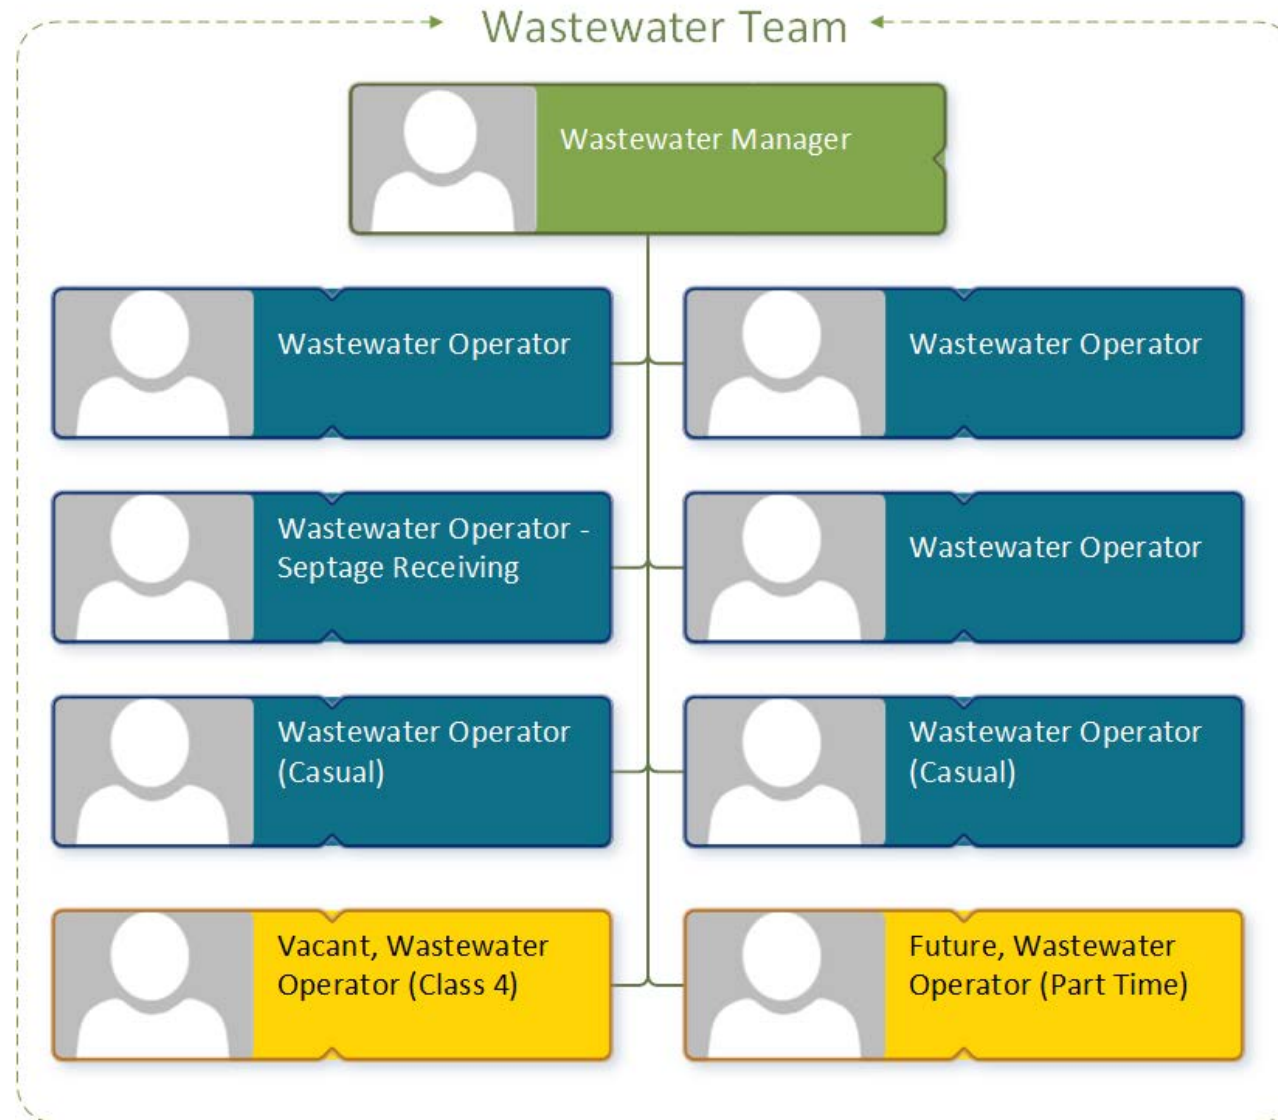 Wastewater Team
Wastewater Manager
Wastewater Operator
Wastewater Operator
Wastewater Operator -
Septage Receiving
Wastewater Operator
Wastewater Operator
(Casual)
Wastewater Operator
(Casual)
Vacant, Wastewater
Operator (Class 4)
Future, Wastewater
Operator (Part Time)